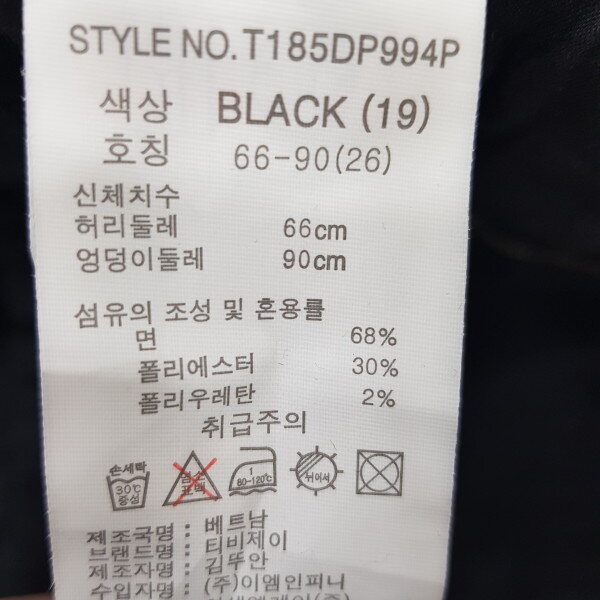 STYLE NO. T185DP994P
색상 BLACK (19)
호칭 66-90(26)
신체치수
허리둘레 66cm
엉덩이둘레 90cm
섬유의 조성 및 혼용률
면 68%
폴리에스터 30%
폴리우레탄 2%
취급주의
손세탁 30℃ 중성
염소 표백
1 80-120℃
뉘어서
제조국명 : 베트남
브랜드명 : 티비제이
제조자명 : 김뚜안
수입자명 : (주)이엠인피니